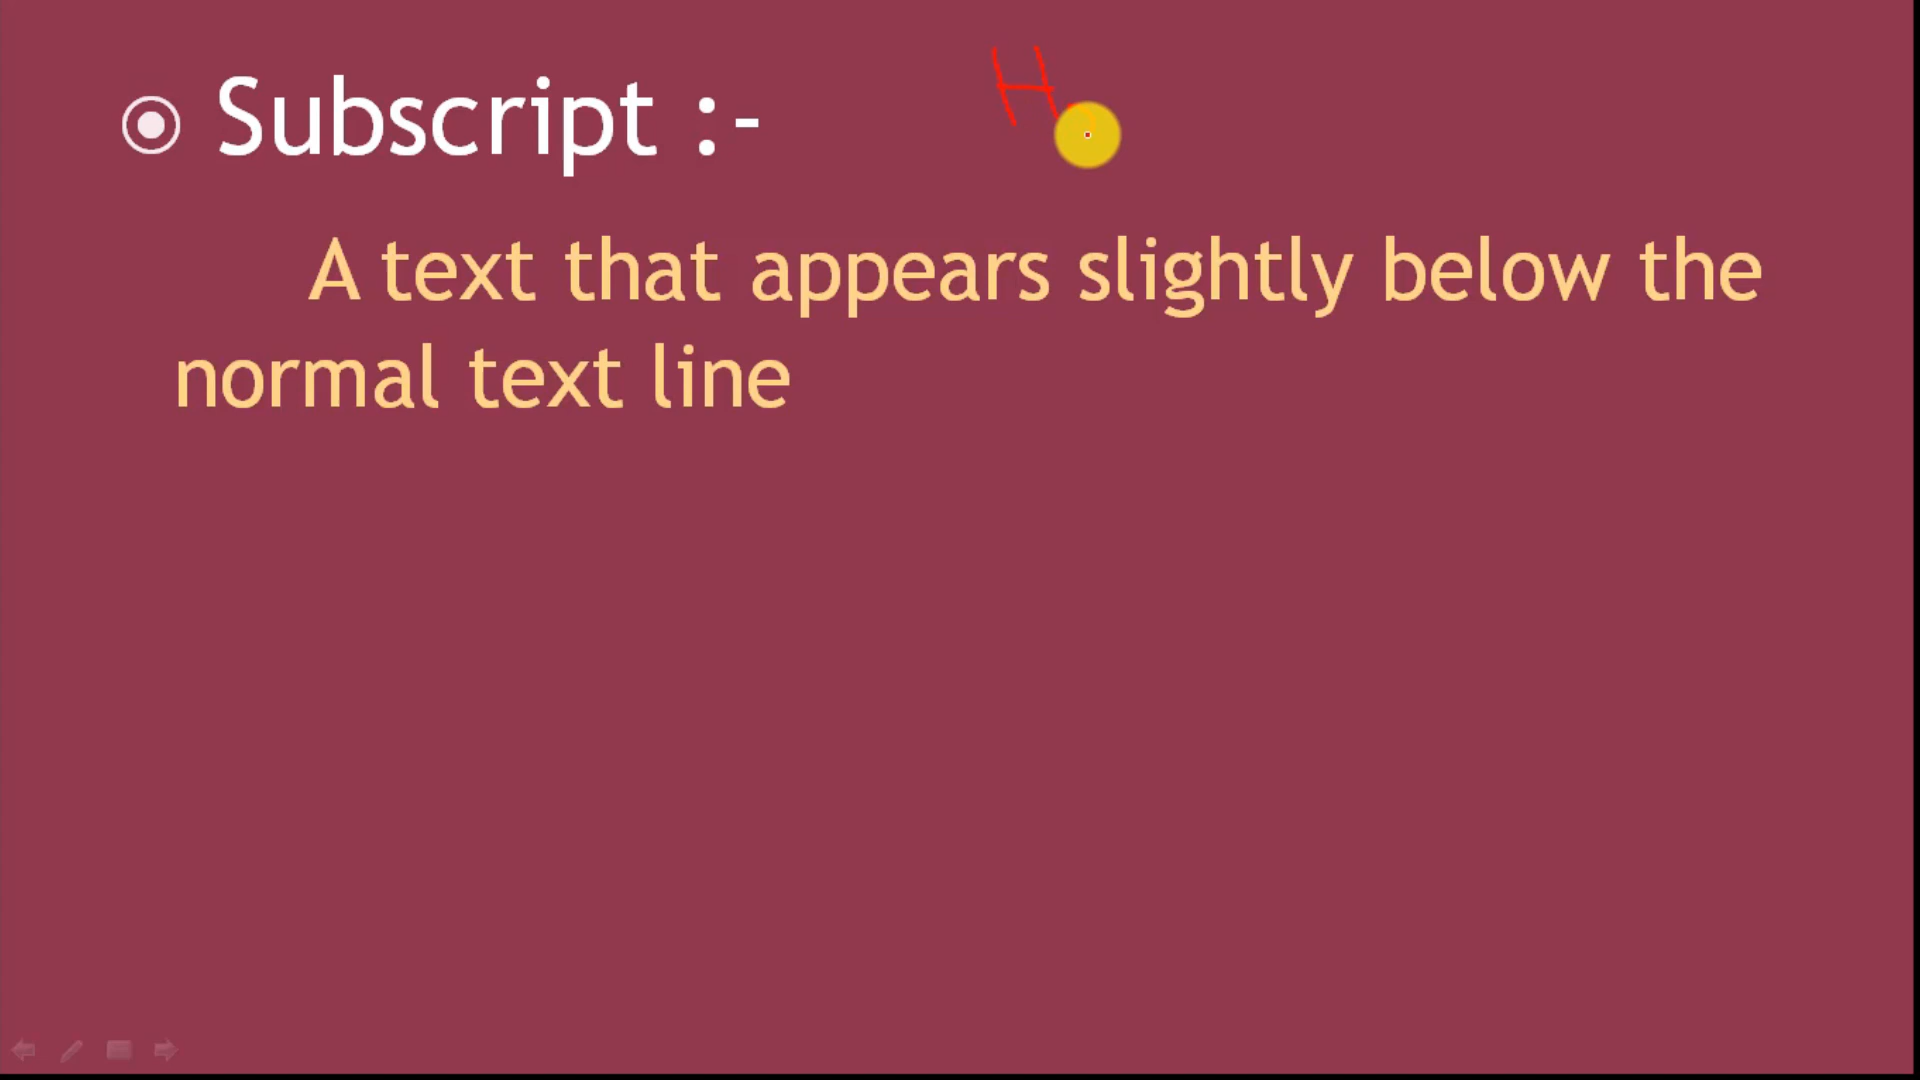 Subscript :- H
A text that appears slightly below the
normal text line